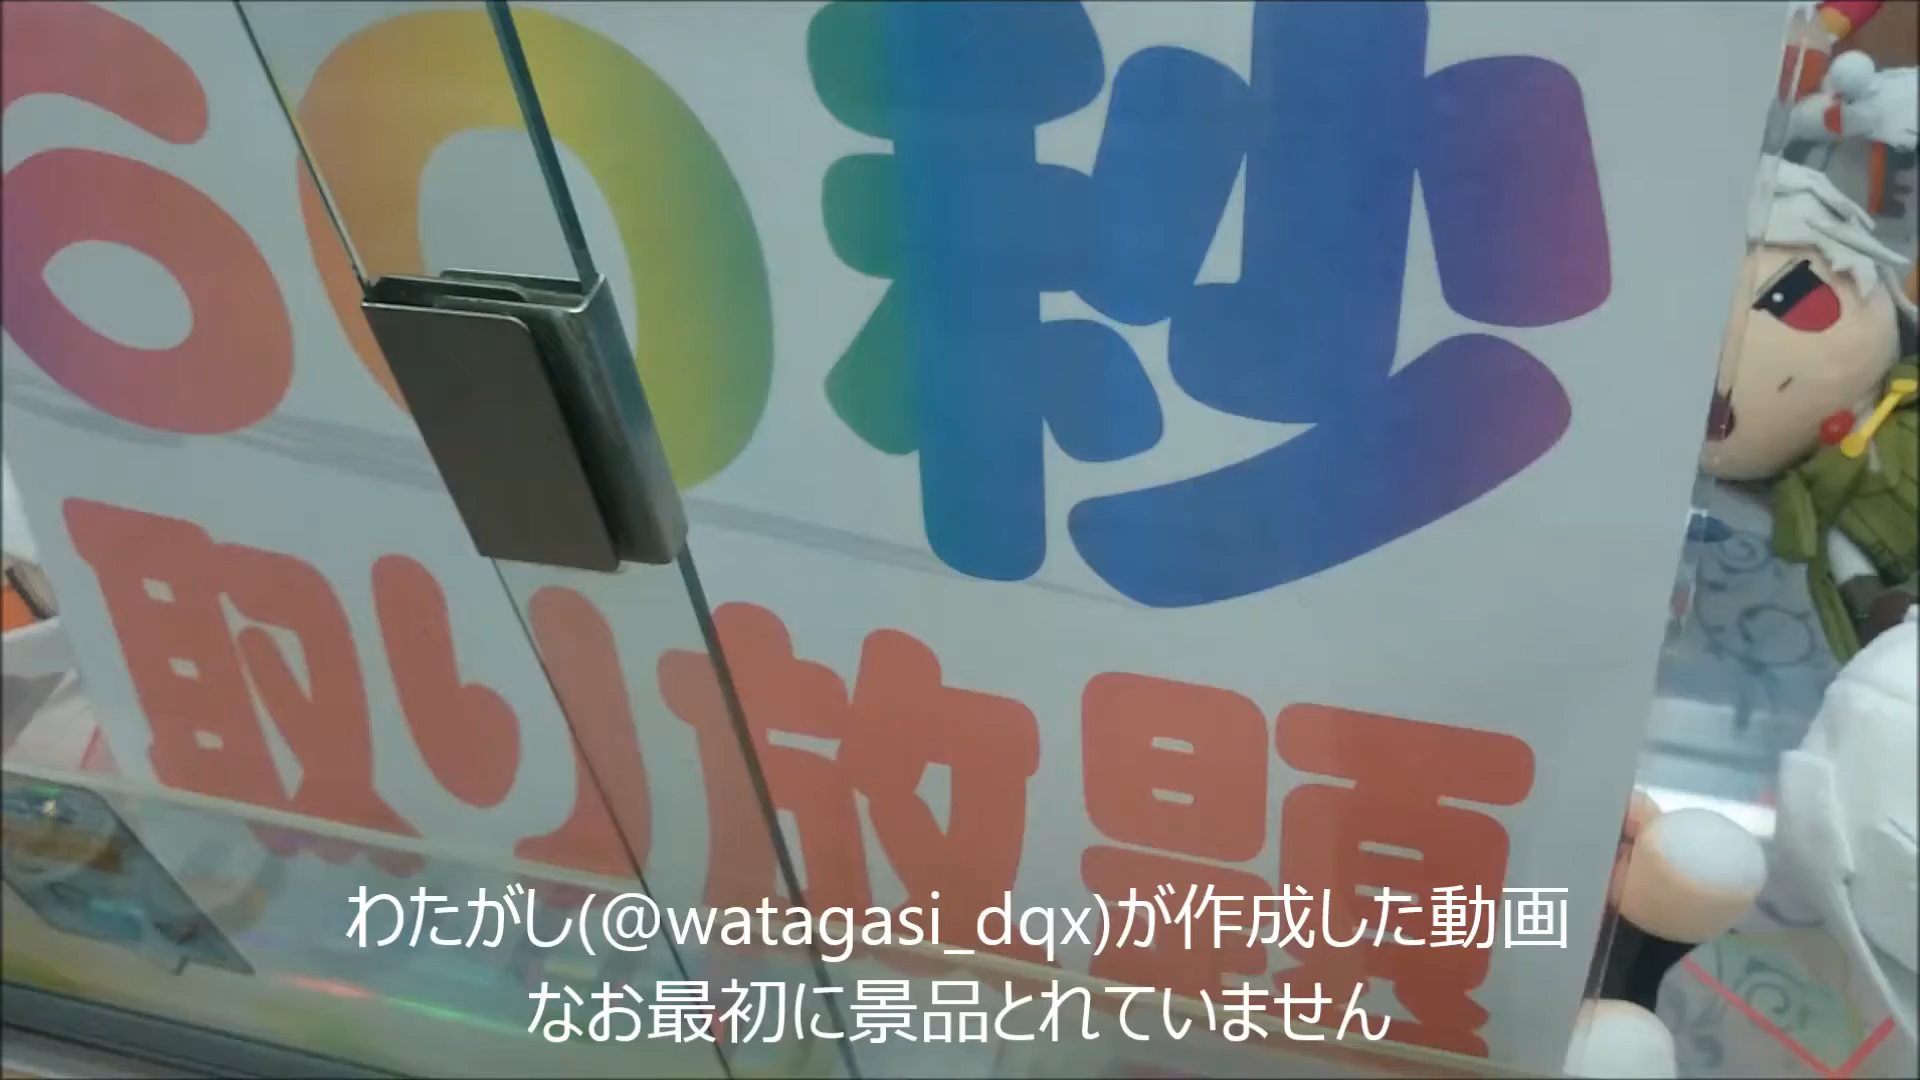 60秒
取り放題
わたがし(@watagasi_dqx)が作成した動画
なお最初に景品とれていません